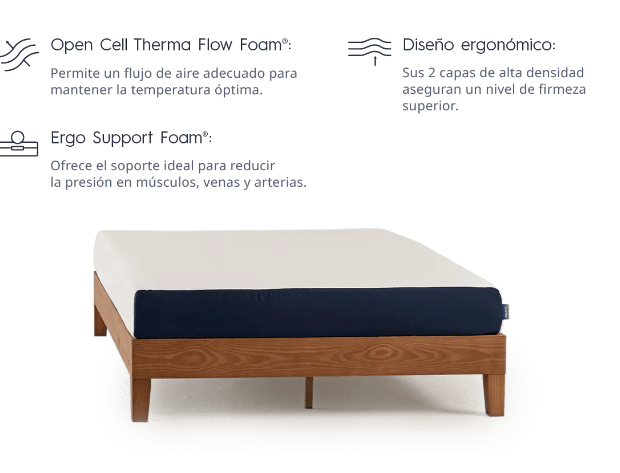 Open Cell Therma Flow Foam®:
Permite un flujo de aire adecuado para
mantener la temperatura óptima.
Diseño ergonómico:
Sus 2 capas de alta densidad
aseguran un nivel de firmeza
superior.
Ergo Support Foam®:
Ofrece el soporte ideal para reducir
la presión en músculos, venas y arterias.